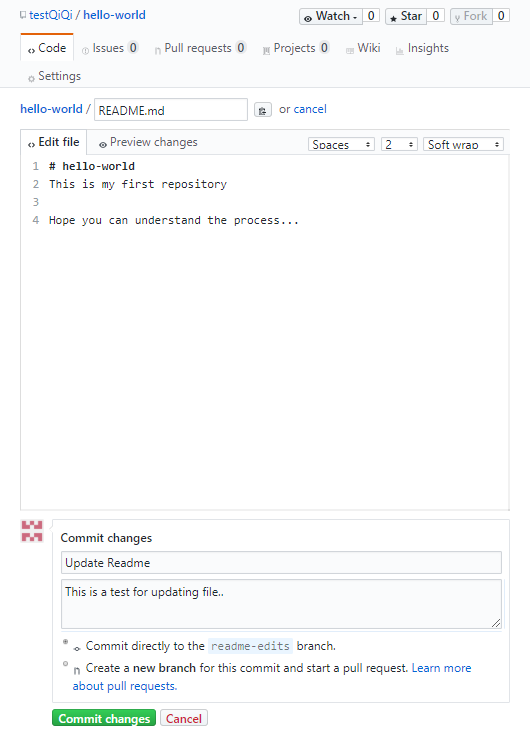 testQiQi / hello-world Watch 0 Star 0 Fork 0
Code Issues 0 Pull requests 0 Projects 0 Wiki Insights
Settings
hello-world / README.md or cancel
Edit file Preview changes Spaces 2 Soft wrap
1 # hello-world
2 This is my first repository
3
4 Hope you can understand the process...
Commit changes
Update Readme
This is a test for updating file..
Commit directly to the readme-edits branch.
Create a new branch for this commit and start a pull request. Learn more
about pull requests.
Commit changes Cancel